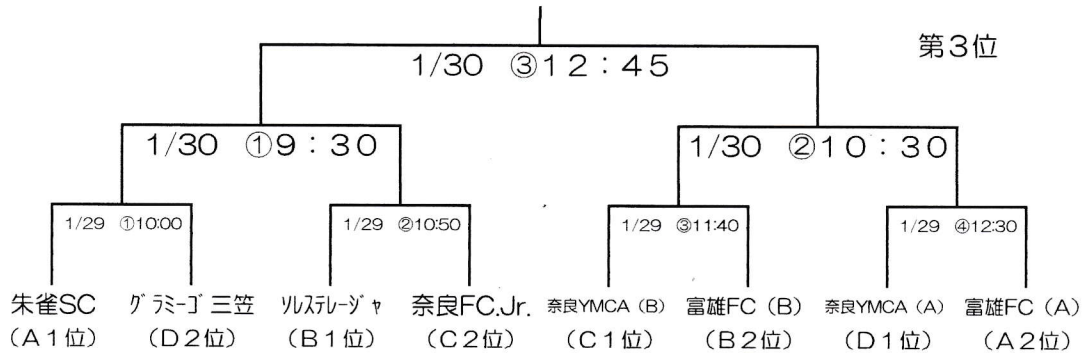 第3位
1/30 ③12：45
1/30 ①9：30
1/30 ②10：30
1/29 ①10:00
1/29 ②10:50
1/29 ③11:40
1/29 ④12:30
朱雀SC
(A1位)
ｸﾞﾗﾐｰｺﾞ三笠
(D2位)
ｿﾚｽﾃﾚｰｼﾞｬ
(B1位)
奈良FC.Jr.
(C2位)
奈良YMCA（B）
(C1位)
富雄FC（B）
(B2位)
奈良YMCA（A）
(D1位)
富雄FC（A）
(A2位)